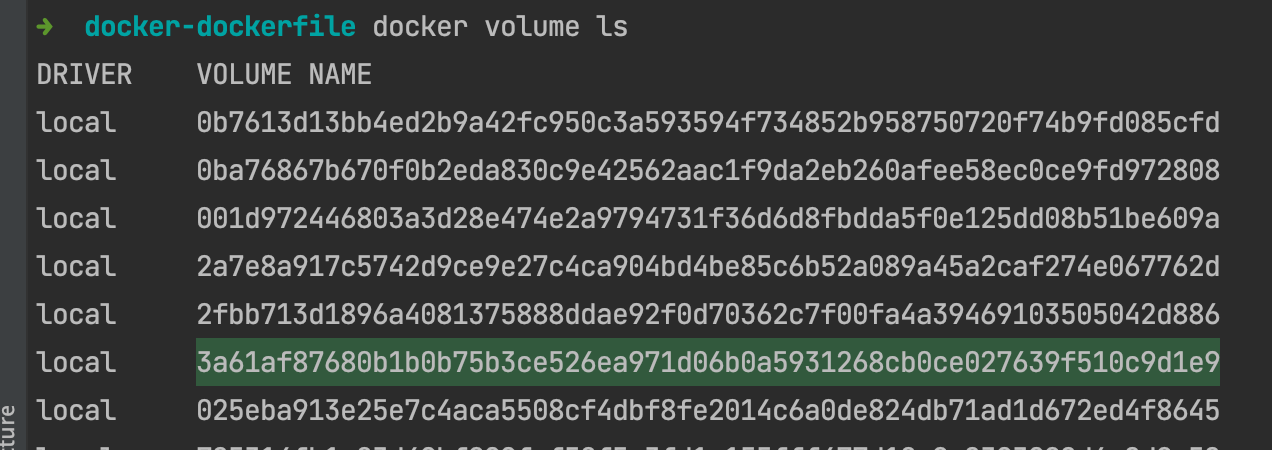 ➜ docker-dockerfile docker volume ls
DRIVER VOLUME NAME
local 0b7613d13bb4ed2b9a42fc950c3a593594f734852b958750720f74b9fd085cfd
local 0ba76867b670f0b2eda830c9e42562aac1f9da2eb260afee58ec0ce9fd972808
local 001d972446803a3d28e474e2a9794731f36d6d8fbdda5f0e125dd08b51be609a
local 2a7e8a917c5742d9ce9e27c4ca904bd4be85c6b52a089a45a2caf274e067762d
local 2fbb713d1896a4081375888ddae92f0d70362c7f00fa4a39469103505042d886
local 3a61af87680b1b0b75b3ce526ea971d06b0a5931268cb0ce027639f510c9d1e9
local 025eba913e25e7c4aca5508cf4dbf8fe2014c6a0de824db71ad1d672ed4f8645